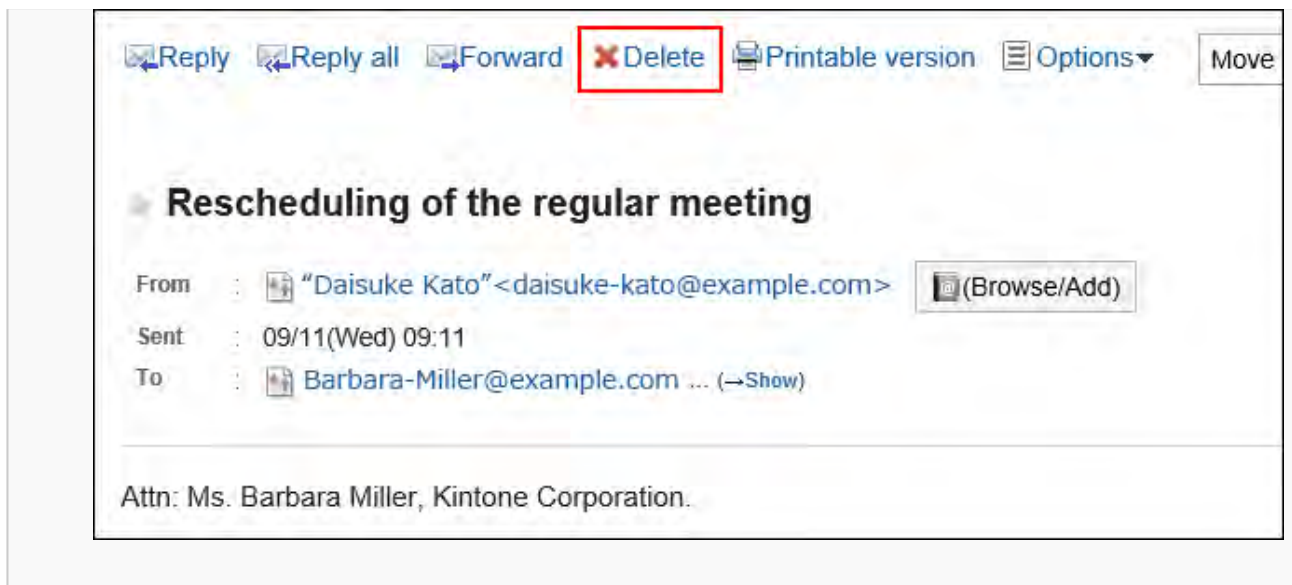 Reply Reply all Forward Delete Printable version Options Move
Rescheduling of the regular meeting
From : “Daisuke Kato”<daisuke-kato@example.com> (Browse/Add)
Sent : 09/11(Wed) 09:11
To : Barbara-Miller@example.com ... (→Show)
Attn: Ms. Barbara Miller, Kintone Corporation.